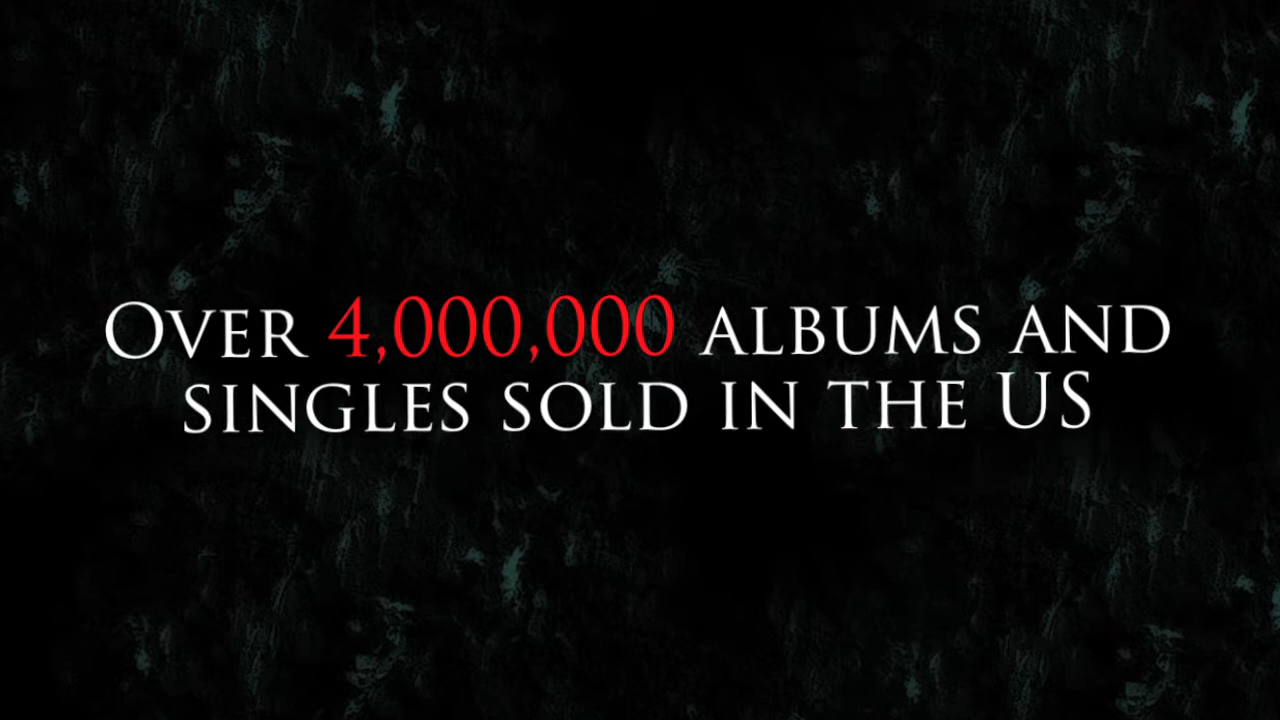 Over 4,000,000 albums and
singles sold in the US